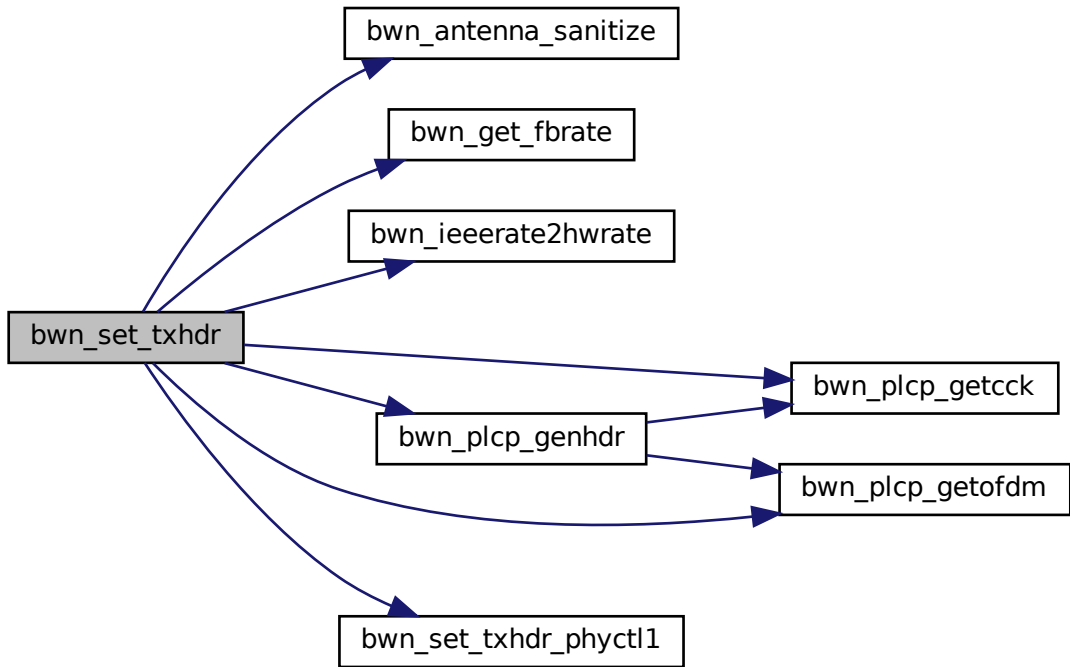 bwn_antenna_sanitize
bwn_get_fbrate
bwn_ieeerate2hwrate
bwn_set_txhdr
bwn_plcp_getcck
bwn_plcp_genhdr
bwn_plcp_getofdm
bwn_set_txhdr_phyctl1